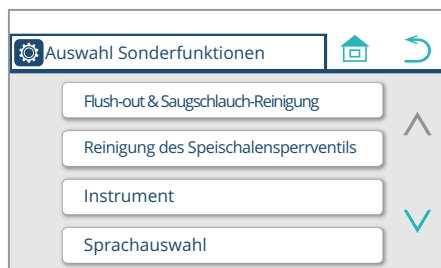 Auswahl Sonderfunktionen
Flush-out & Saugschlauch-Reinigung
Reinigung des Speischalensperrventils
Instrument
Sprachauswahl